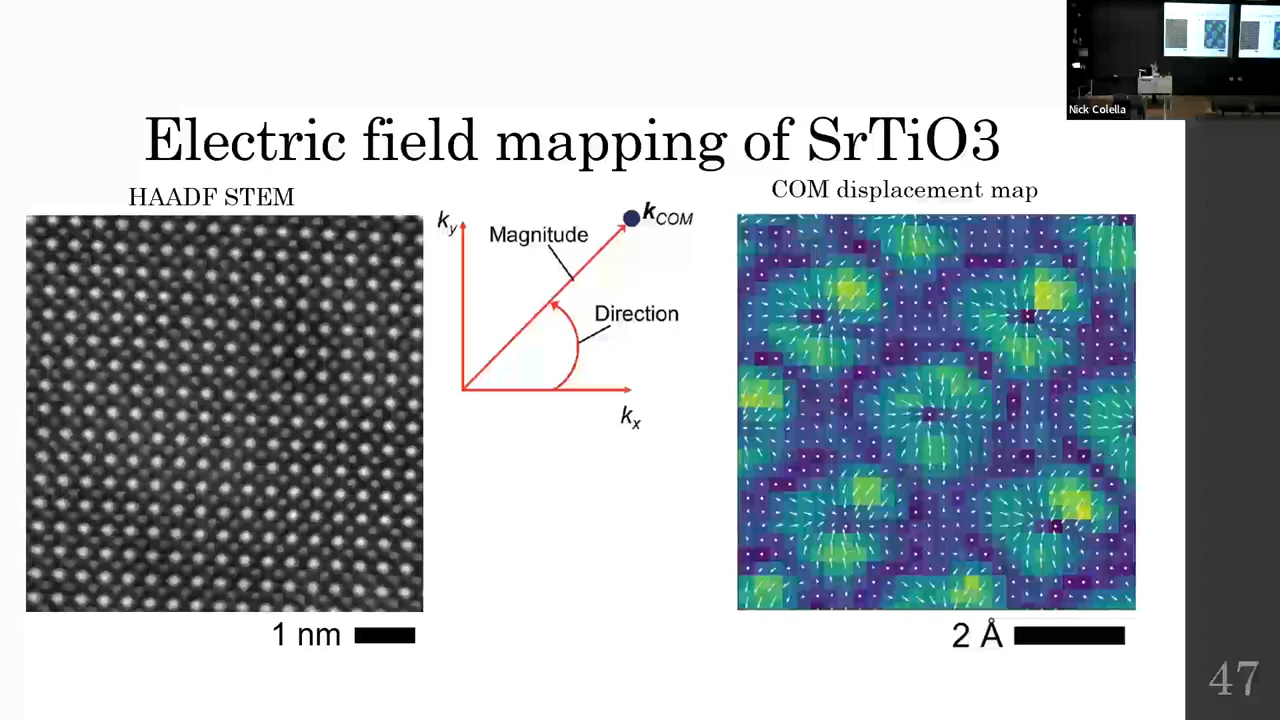 Nick Colella
Electric field mapping of SrTiO3
HAADF STEM
COM displacement map
ky
Magnitude
kCOM
Direction
kx
1 nm
2 Å
47